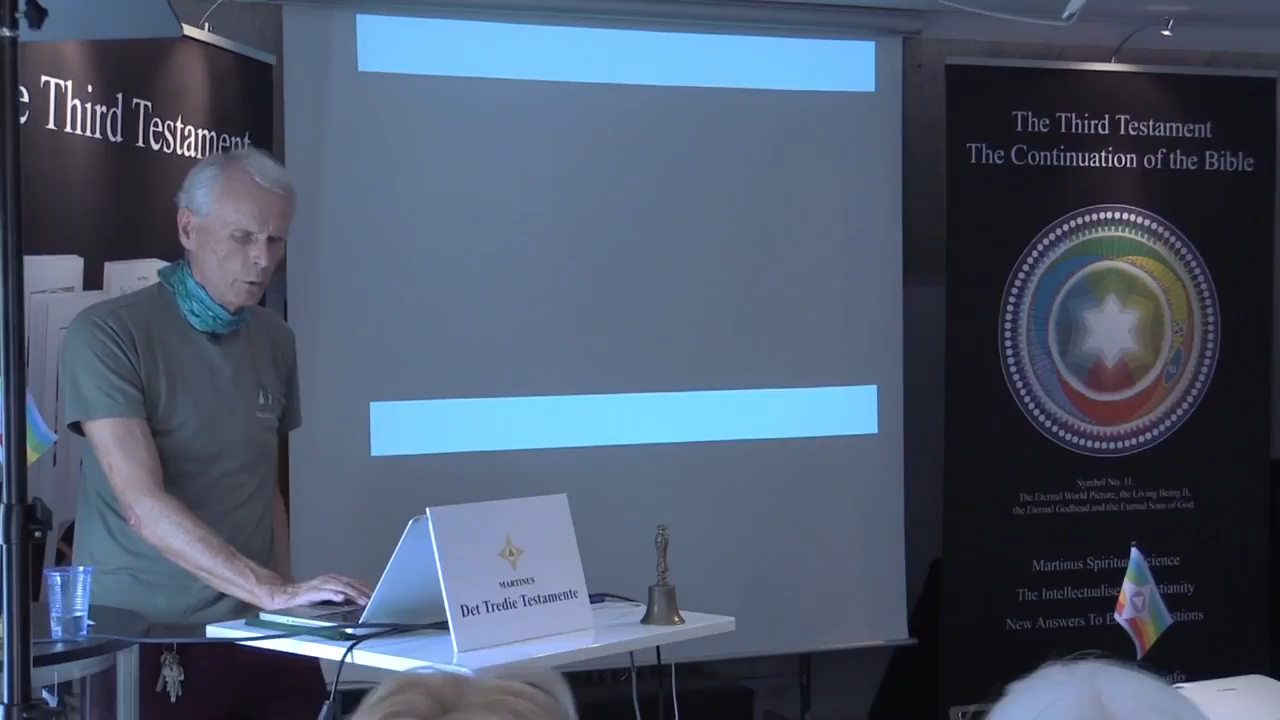 e Third Testament
The Third Testament
The Continuation of the Bible
Symbol No. 11.
The Eternal World Picture, the Living Being II,
the Eternal Godhead and the Eternal Sons of God.
Martinus Spiritual Science
The Intellectualise
New Answers To
MARTINUS
Det Tredie Testamente